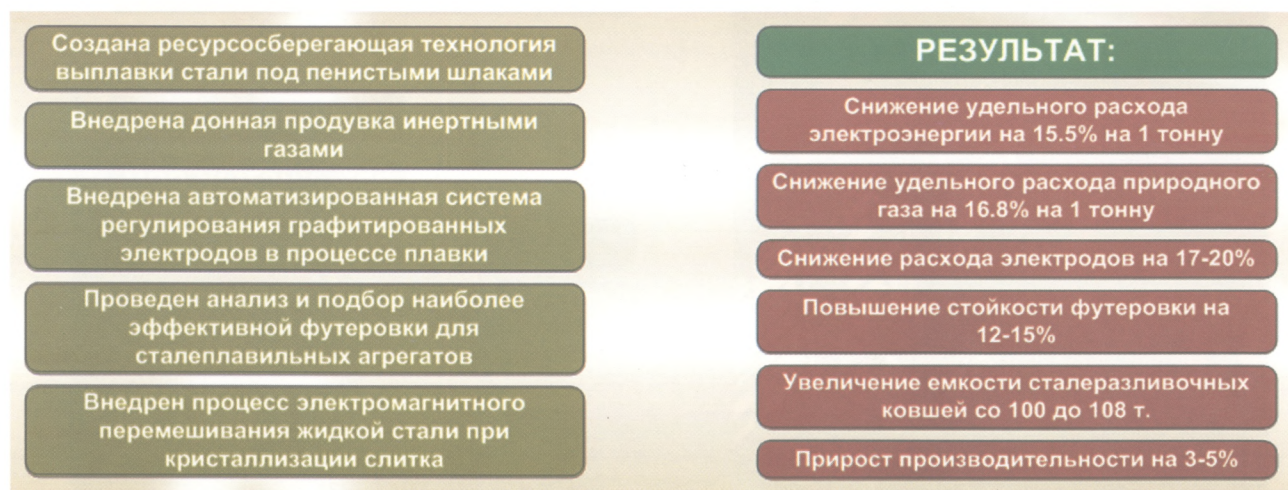 Создана ресурсосберегающая технология
выплавки стали под пенистыми шлаками
Внедрена донная продувка инертными
газами
Внедрена автоматизированная система
регулирования графитированных
электродов в процессе плавки
Проведен анализ и подбор наиболее
эффективной футеровки для
сталеплавильных агрегатов
Внедрен процесс электромагнитного
перемешивания жидкой стали при
кристаллизации слитка
РЕЗУЛЬТАТ:
Снижение удельного расхода
электроэнергии на 15.5% на 1 тонну
Снижение удельного расхода природного
газа на 16.8% на 1 тонну
Снижение расхода электродов на 17-20%
Повышение стойкости футеровки на
12-15%
Увеличение емкости сталеразливочных
ковшей со 100 до 108 т.
Прирост производительности на 3-5%